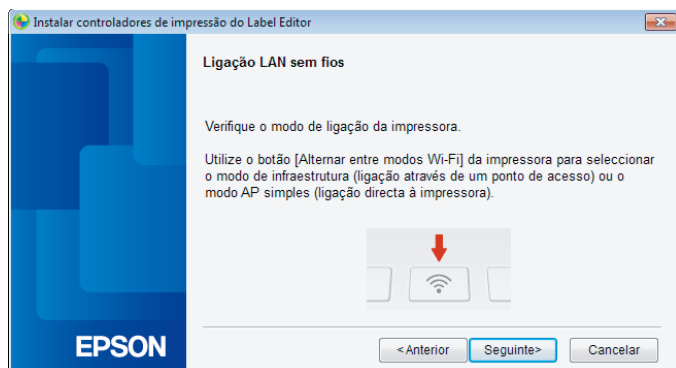 Instalar controladores de impressão do Label Editor
Ligação LAN sem fios
Verifique o modo de ligação da impressora.
Utilize o botão [Alternar entre modos Wi-Fi] da impressora para seleccionar
o modo de infraestrutura (ligação através de um ponto de acesso) ou o
modo AP simples (ligação directa à impressora).
EPSON
<Anterior
Seguinte>
Cancelar